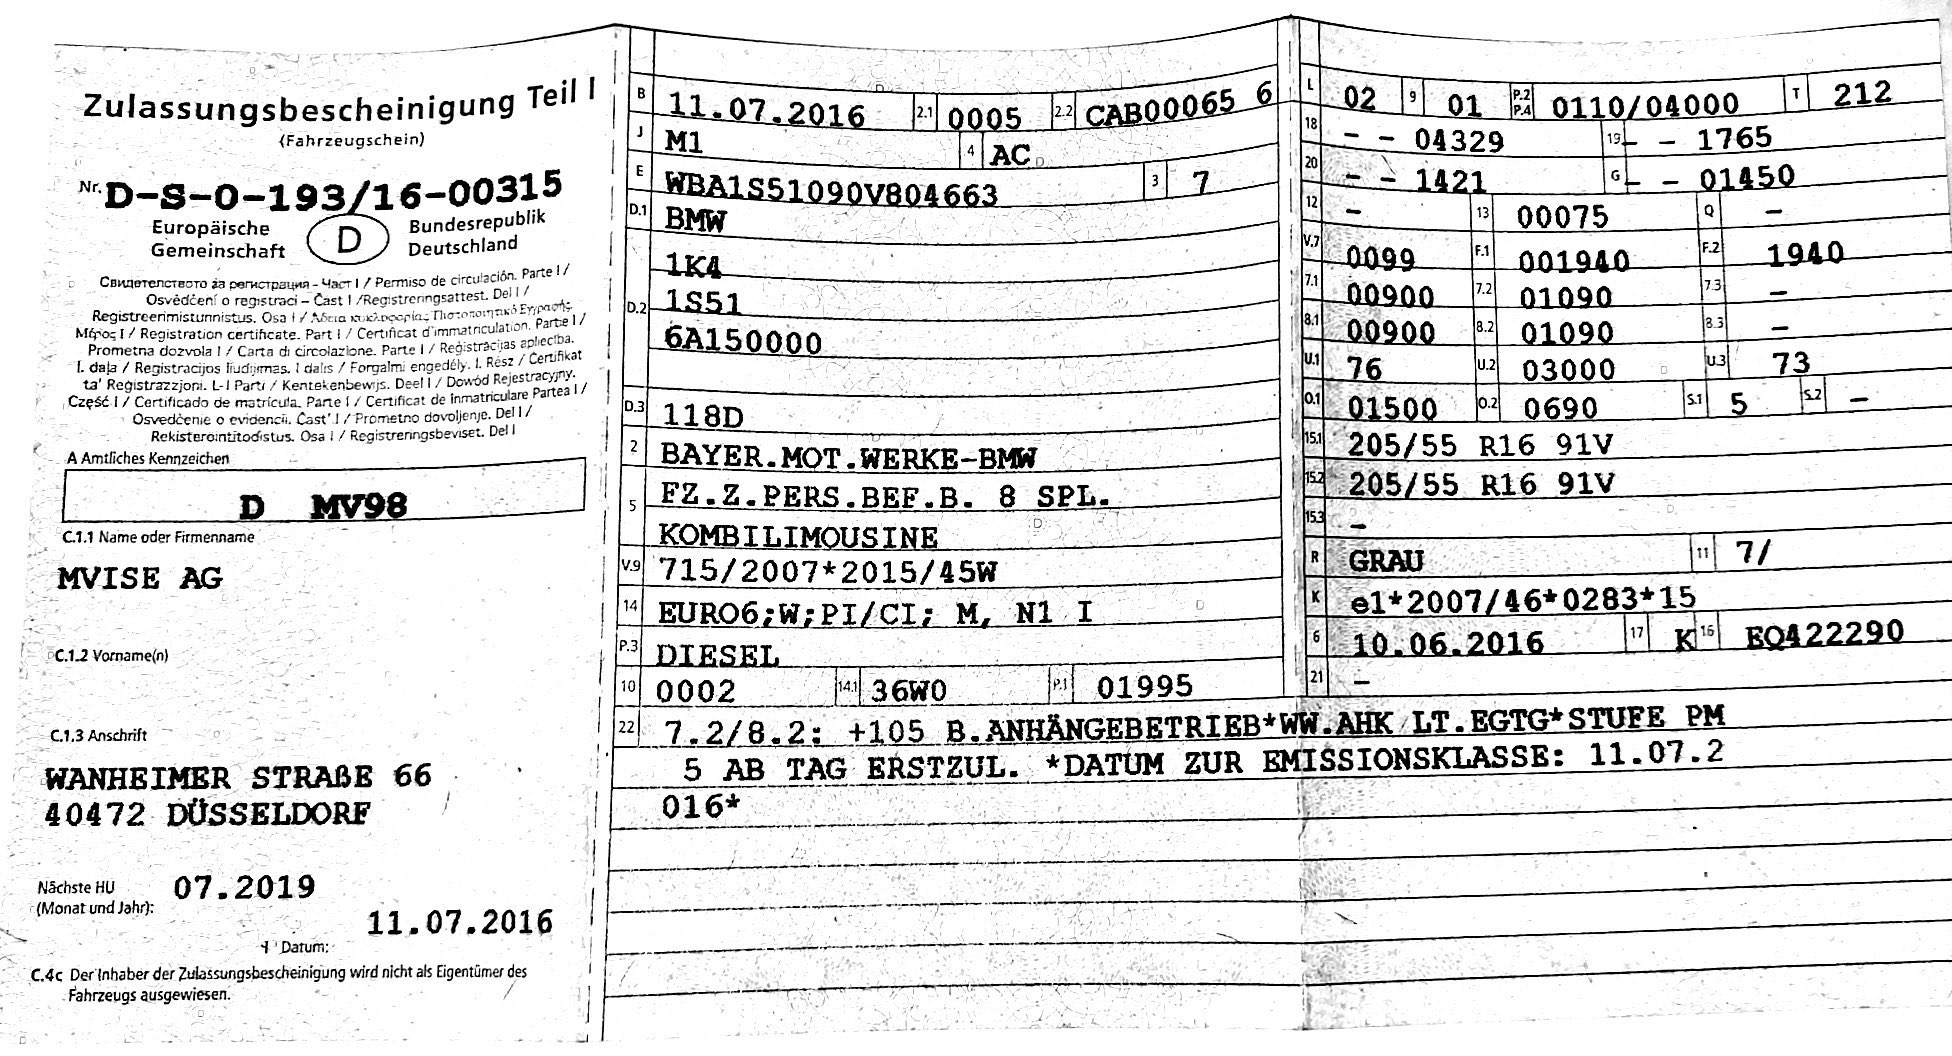 Zulassungsbescheinigung Teil I
(Fahrzeugschein)
Nr. D-S-0-193/16-00315
Europäische Gemeinschaft D Bundesrepublik Deutschland
Свидетелството за регистрация - Част I / Permiso de circulación. Parte I /
Osvědčení o registraci – Část I /Registreringsattest. Del I /
Registreerimistunnistus. Osa I / Άδεια κυκλοφορίας Πιστοποιητικό Εγγραφής
Μέρος I / Registration certificate. Part I / Certificat d'immatriculation. Partie I /
Prometna dozvola I / Carta di circolazione. Parte I / Reģistrācijas apliecība.
I. daļa / Registracijos liudijimas. I dalis / Forgalmi engedély. I. Rész / Ċertifikat
ta' Reġistrazzjoni. L-I Parti / Kentekenbewijs. Deel I / Dowód Rejestracyjny.
Część I / Certificado de matrícula. Parte I / Certificat de înmatriculare Partea I /
Osvedčenie o evidencii. Časť I / Prometno dovoljenje. Del I /
Rekisteröintitodistus. Osa I / Registreringsbeviset. Del I
A Amtliches Kennzeichen
D MV98
C.1.1 Name oder Firmenname
MVISE AG
C.1.2 Vorname(n)
C.1.3 Anschrift
WANHEIMER STRAßE 66
40472 DÜSSELDORF
Nächste HU
(Monat und Jahr): 07.2019
11.07.2016
Datum:
C.4c Der Inhaber der Zulassungsbescheinigung wird nicht als Eigentümer des
Fahrzeugs ausgewiesen.
B 11.07.2016 2.1 0005 2.2 CAB00065 6
J M1 4 AC
E WBA1S51090V804663 3 7
D.1 BMW
1K4
D.2 1S51
6A150000
D.3 118D
2 BAYER.MOT.WERKE-BMW
5 FZ.Z.PERS.BEF.B. 8 SPL.
KOMBILIMOUSINE
V.9 715/2007*2015/45W
14 EURO6;W;PI/CI; M, N1 I
P.3 DIESEL
10 0002 14.1 36W0 P.1 01995
L 02 9 01 P.2 P.4 0110/04000 T 212
18 - - 04329 19 - - 1765
20 - - 1421 G - - 01450
12 - 13 00075 Q -
V.7 0099 F.1 001940 F.2 1940
7.1 00900 7.2 01090 7.3 -
8.1 00900 8.2 01090 8.3 -
U.1 76 U.2 03000 U.3 73
O.1 01500 O.2 0690 S.1 5 S.2 -
15.1 205/55 R16 91V
15.2 205/55 R16 91V
15.3 -
R GRAU 11 7/
K e1*2007/46*0283*15
6 10.06.2016 17 K 16 EQ422290
21 -
22 7.2/8.2: +105 B.ANHÄNGEBETRIEB*WW.AHK LT.EGTG*STUFE PM
5 AB TAG ERSTZUL. *DATUM ZUR EMISSIONSKLASSE: 11.07.2
016*